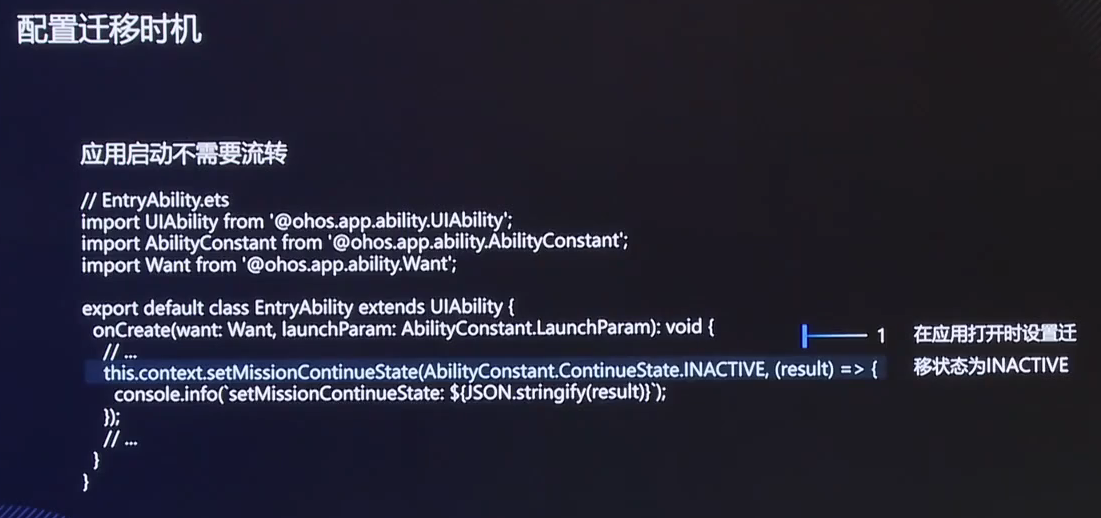 配置迁移时机
应用启动不需要流转
// EntryAbility.ets
import UIAbility from '@ohos.app.ability.UIAbility';
import AbilityConstant from '@ohos.app.ability.AbilityConstant';
import Want from '@ohos.app.ability.Want';
export default class EntryAbility extends UIAbility {
onCreate(want: Want, launchParam: AbilityConstant.LaunchParam): void {
// ...
this.context.setMissionContinueState(AbilityConstant.ContinueState.INACTIVE, (result) => {
console.info(`setMissionContinueState: ${JSON.stringify(result)}`);
});
// ...
}
}
1 在应用打开时设置迁
移状态为INACTIVE